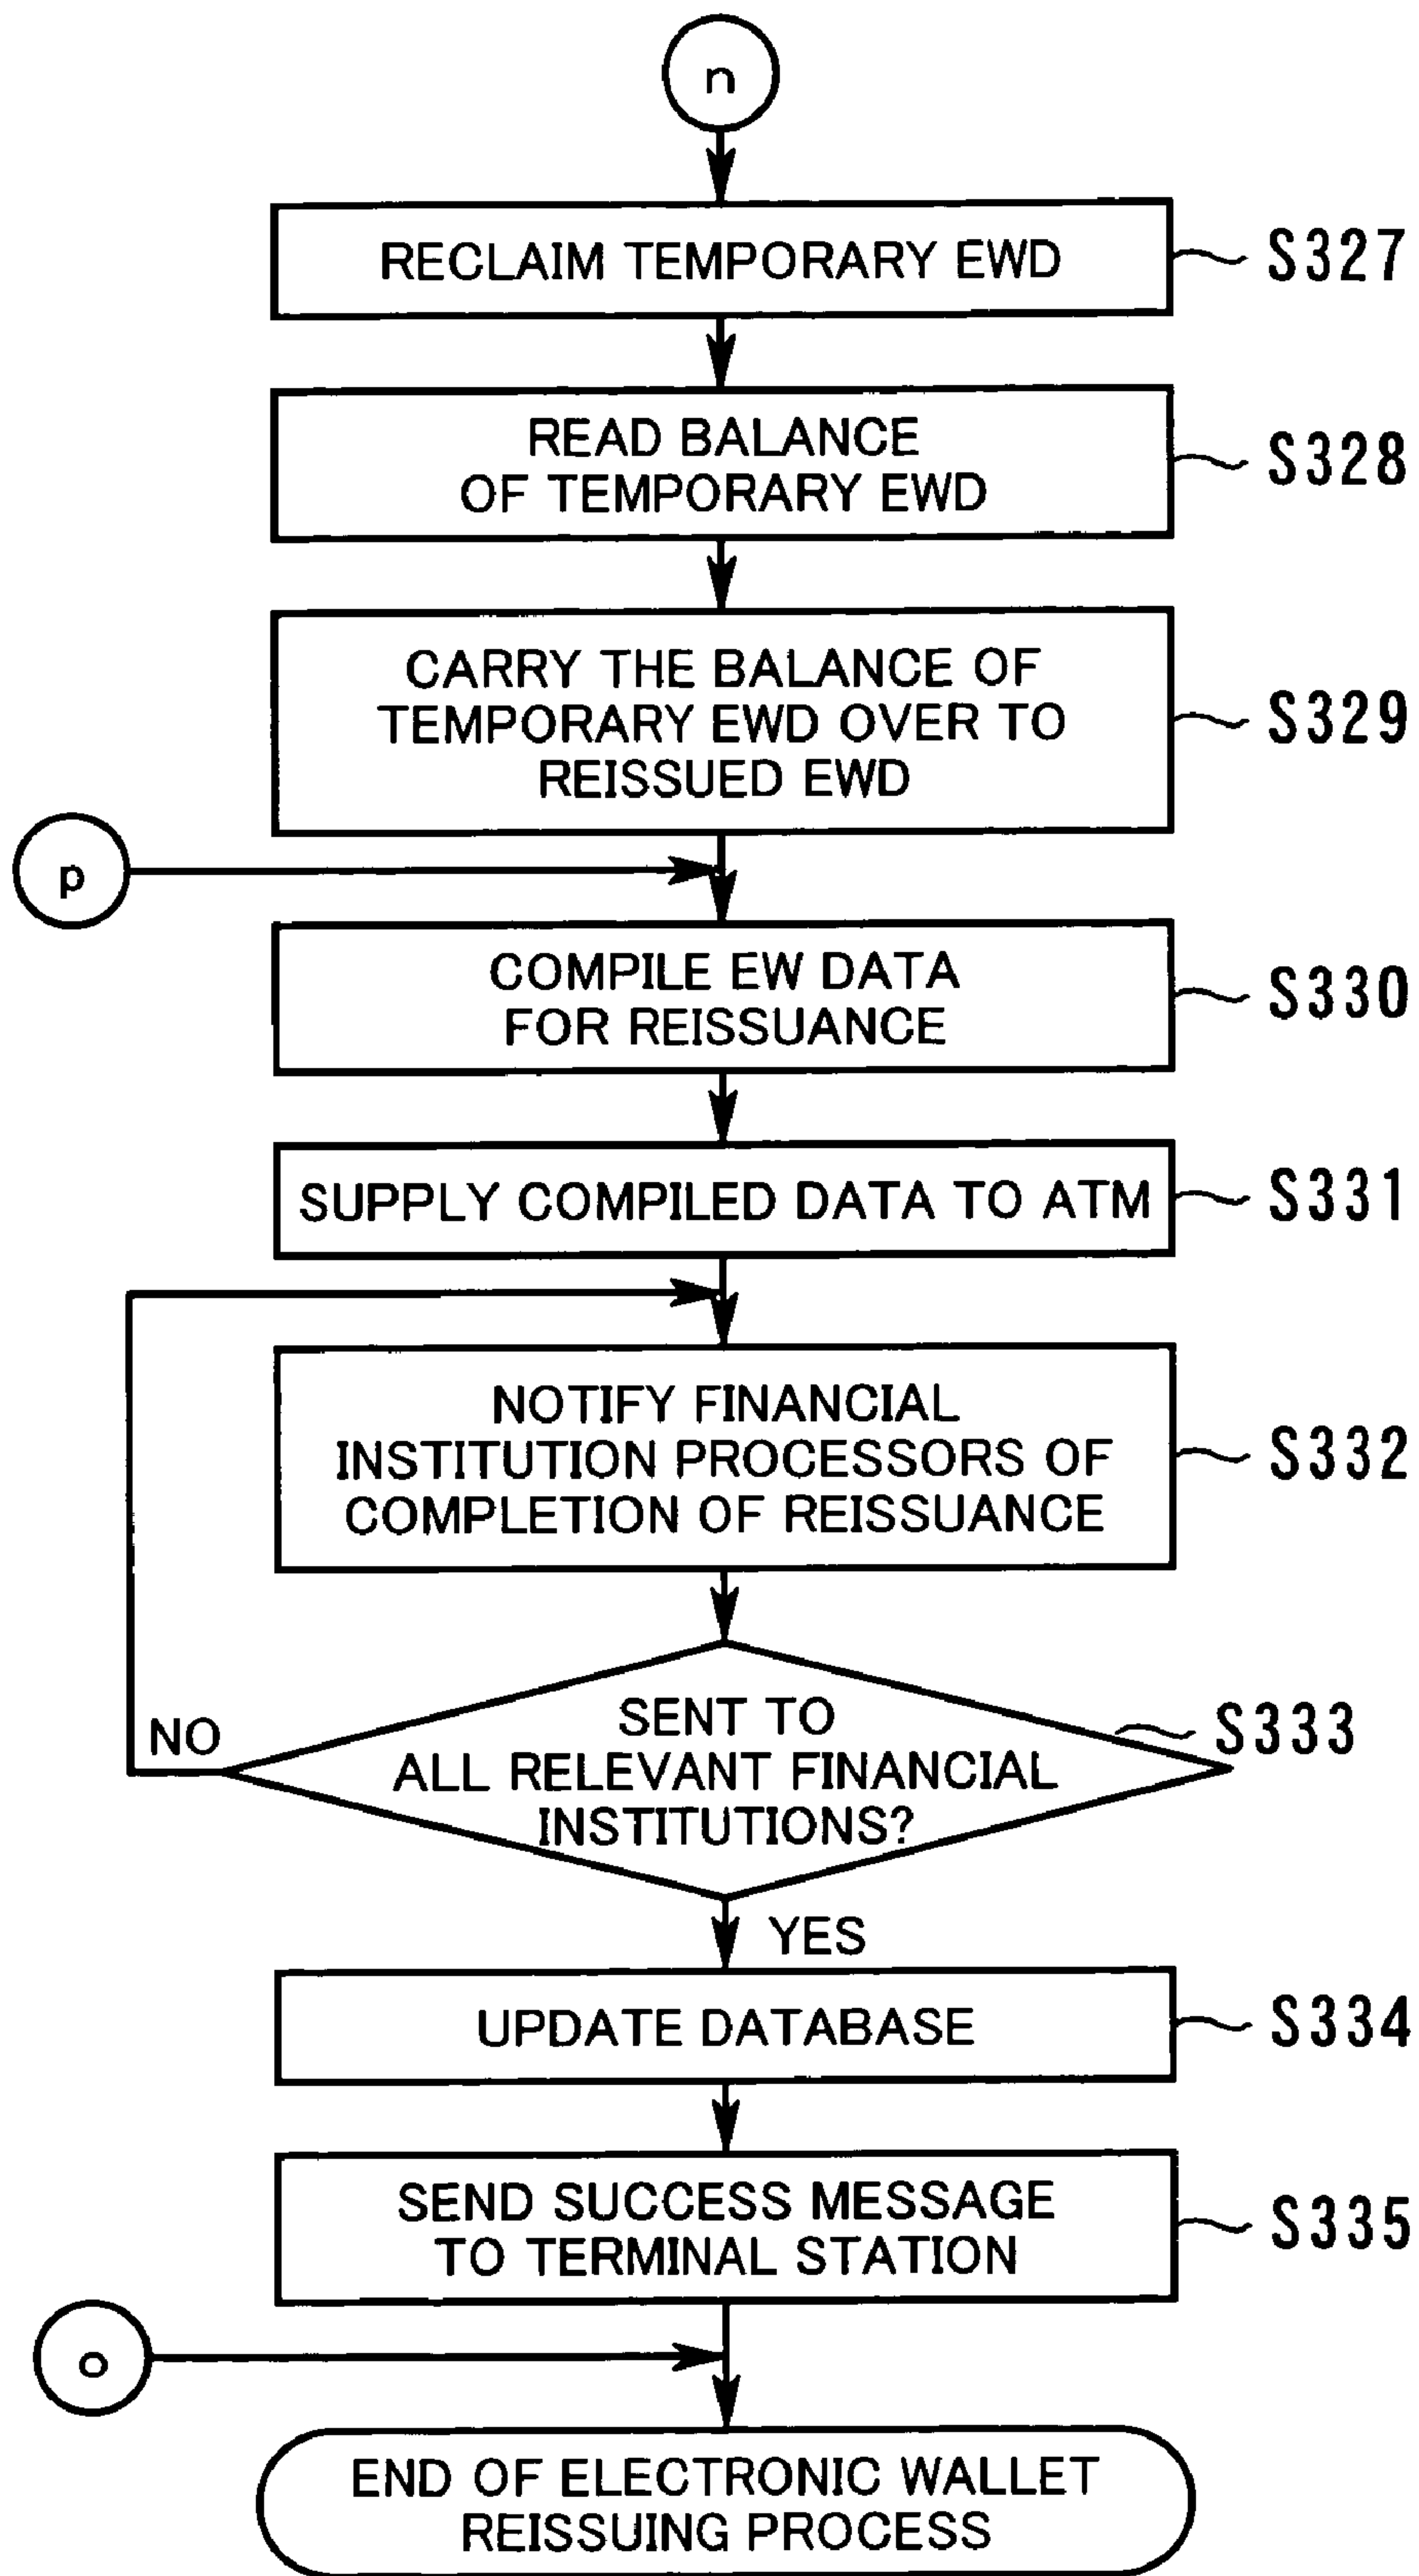 n
RECLAIM TEMPORARY EWD
S327
READ BALANCE
OF TEMPORARY EWD
S328
CARRY THE BALANCE OF
TEMPORARY EWD OVER TO
REISSUED EWD
S329
p
COMPILE EW DATA
FOR REISSUANCE
S330
SUPPLY COMPILED DATA TO ATM
S331
NOTIFY FINANCIAL
INSTITUTION PROCESSORS OF
COMPLETION OF REISSUANCE
S332
SENT TO
ALL RELEVANT FINANCIAL
INSTITUTIONS?
S333
NO
YES
UPDATE DATABASE
S334
SEND SUCCESS MESSAGE
TO TERMINAL STATION
S335
o
END OF ELECTRONIC WALLET
REISSUING PROCESS